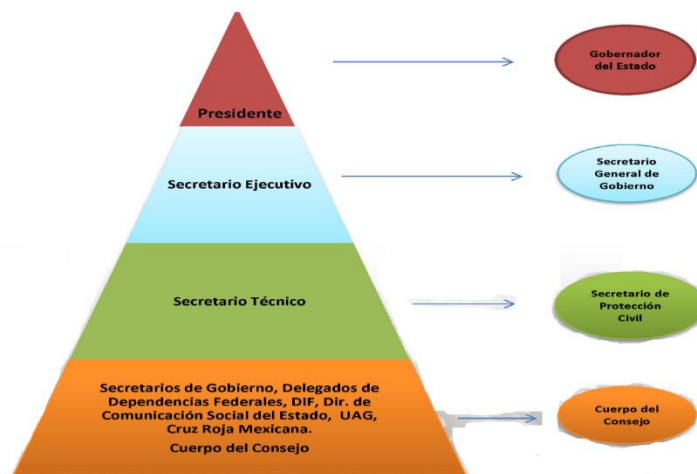 Presidente
Gobernador
del Estado
Secretario Ejecutivo
Secretario
General de
Gobierno
Secretario Técnico
Secretario de
Protección
Civil
Secretarios de Gobierno, Delegados de
Dependencias Federales, DIF, Dir. de
Comunicación Social del Estado, UAG,
Cruz Roja Mexicana.
Cuerpo del Consejo
Cuerpo del
Consejo